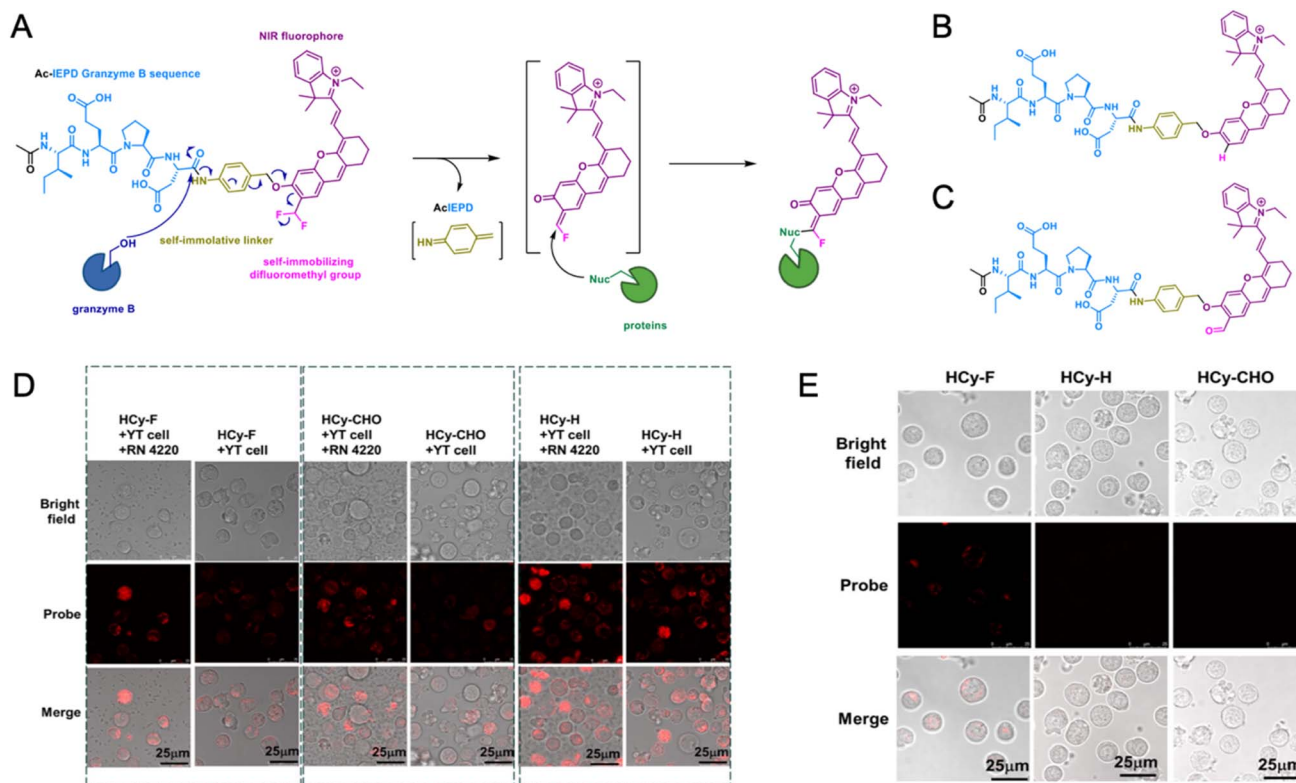 A
NIR fluorophore
Ac-IEPD Granzyme B sequence
self-immolative linker
self-immobilizing
difluoromethyl group
granzyme B
AcIEPD
proteins
B
C
D
HCy-F
+YT cell
+RN 4220
HCy-F
+YT cell
HCy-CHO
+YT cell
+RN 4220
HCy-CHO
+YT cell
HCy-H
+YT cell
+RN 4220
HCy-H
+YT cell
Bright
field
Probe
Merge
25μm
25μm
25μm
25μm
25μm
25μm
E
HCy-F
HCy-H
HCy-CHO
Bright
field
Probe
Merge
25μm
25μm
25μm